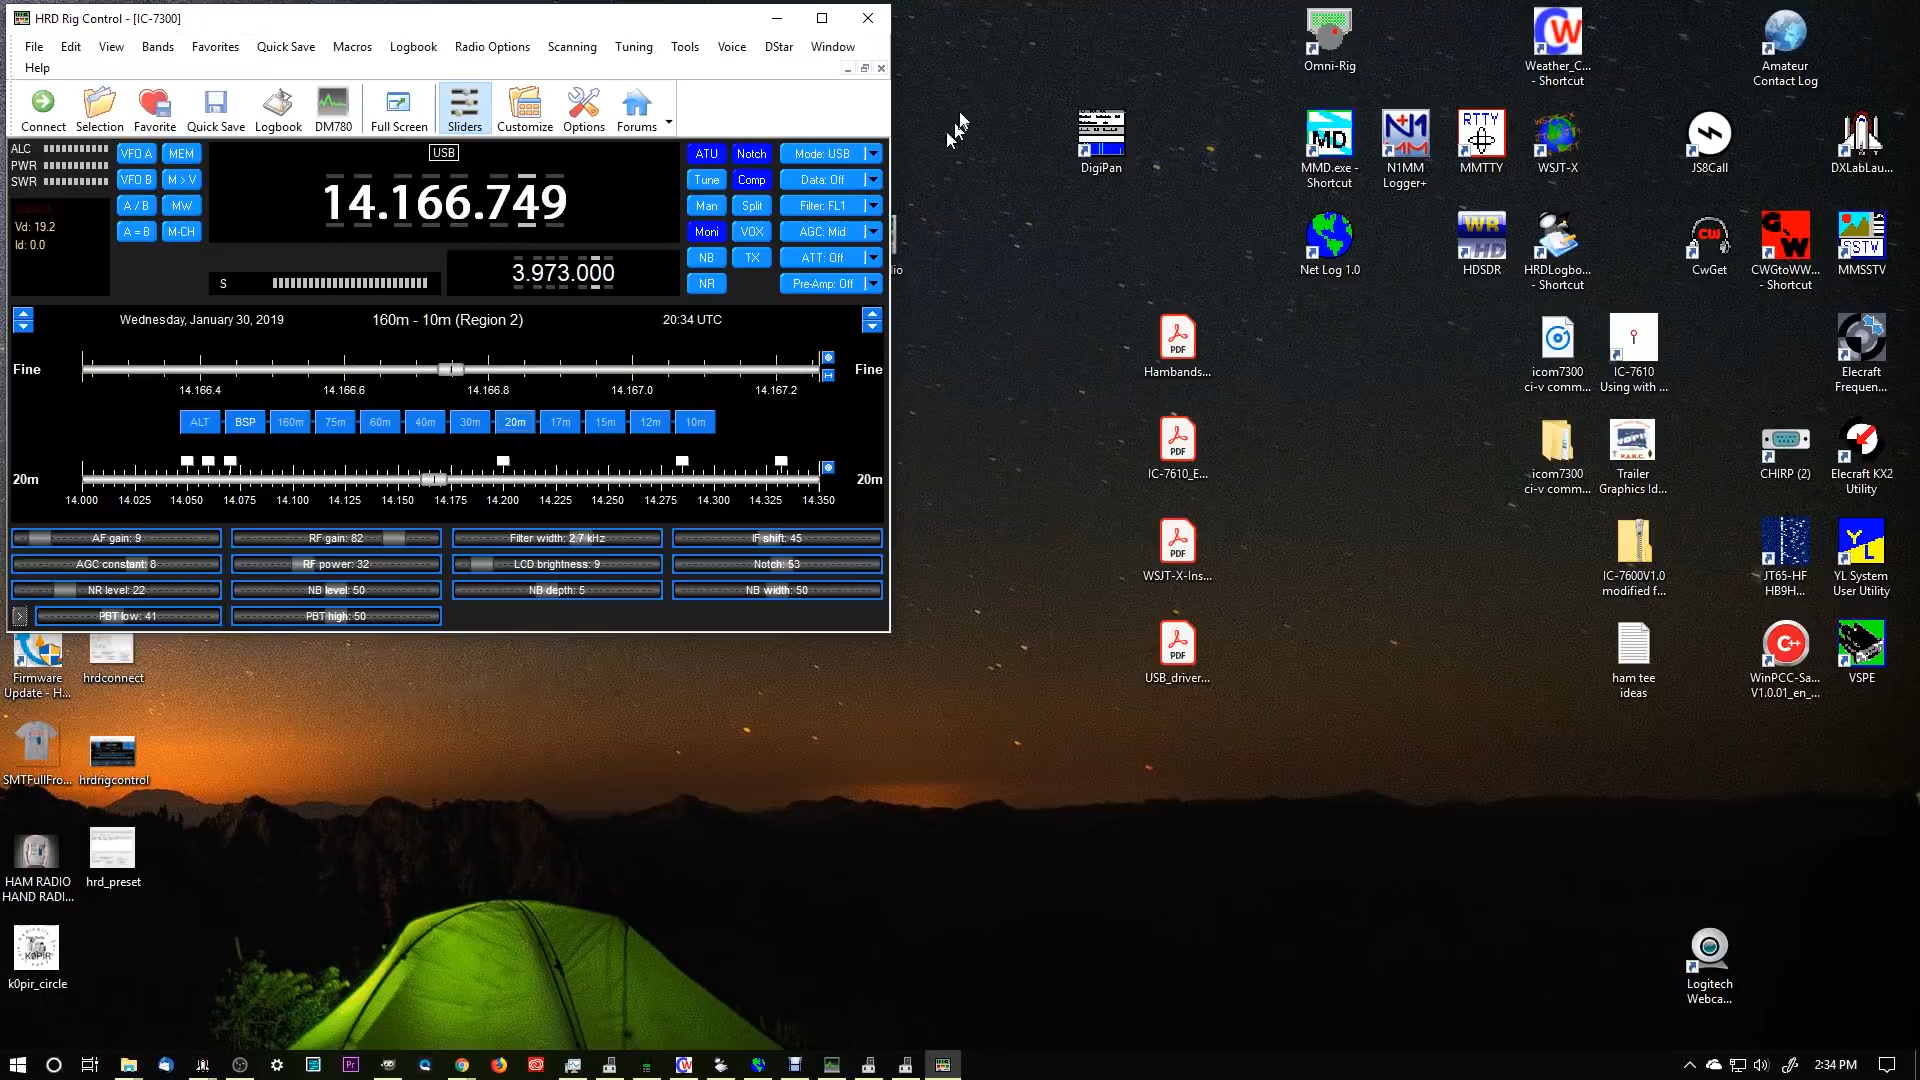 HRD Rig Control - [IC-7300]
File Edit View Bands Favorites Quick Save Macros Logbook Radio Options Scanning Tuning Tools Voice DStar Window
Help
Connect Selection Favorite Quick Save Logbook DM780 Full Screen Sliders Customize Options Forums
ALC
PWR
SWR
Vd: 19.2
Id: 0.0
VFO A MEM
VFO B M > V
A / B MW
A = B M-CH
USB
14.166.749
S
3.973.000
ATU Notch Mode: USB
Tune Comp Data: Off
Man Split Filter: FL1
Moni VOX AGC: Mid
NB TX ATT: Off
NR Pre-Amp: Off
Wednesday, January 30, 2019 160m - 10m (Region 2) 20:34 UTC
Fine Fine
14.166.4 14.166.6 14.166.8 14.167.0 14.167.2
ALT BSP 160m 75m 60m 40m 30m 20m 17m 15m 12m 10m
20m 20m
14.000 14.025 14.050 14.075 14.100 14.125 14.150 14.175 14.200 14.225 14.250 14.275 14.300 14.325 14.350
AF gain: 9 RF gain: 82 Filter width: 2.7 kHz IF shift: 45
AGC constant: 8 RF power: 32 LCD brightness: 9 Notch: 53
NR level: 22 NB level: 50 NB depth: 5 NB width: 50
PBT low: 41 PBT high: 50
Omni-Rig
Weather_C...
- Shortcut
Amateur
Contact Log
DigiPan
MD
MMD.exe -
Shortcut
N1
MM
N1MM
Logger+
RTTY
MMTTY
WSJT-X
JS8Call
DXLabLau...
Net Log 1.0
WR
HD
HDSDR
HRDLogbo...
- Shortcut
CW
CwGet
CWGtoWW...
- Shortcut
SSTV
MMSSTV
PDF
Hambands...
icom7300
ci-v comm...
IC-7610
Using with ...
Elecraft
Frequen...
PDF
IC-7610_E...
icom7300
ci-v comm...
Trailer
Graphics Id...
CHIRP (2)
Elecraft KX2
Utility
PDF
WSJT-X-Ins...
IC-7600V1.0
modified f...
JT65-HF
HB9H...
YL
YL System
User Utility
PDF
USB_driver...
ham tee
ideas
C++
WinPCC-Sa...
V1.0.01_en_...
VSPE
Firmware
Update - H...
hrdconnect
SMTFullFro...
hrdrigcontrol
HAM RADIO
HAND RADI...
hrd_preset
K0PIR
k0pir_circle
Logitech
Webca...
Pr
2:34 PM